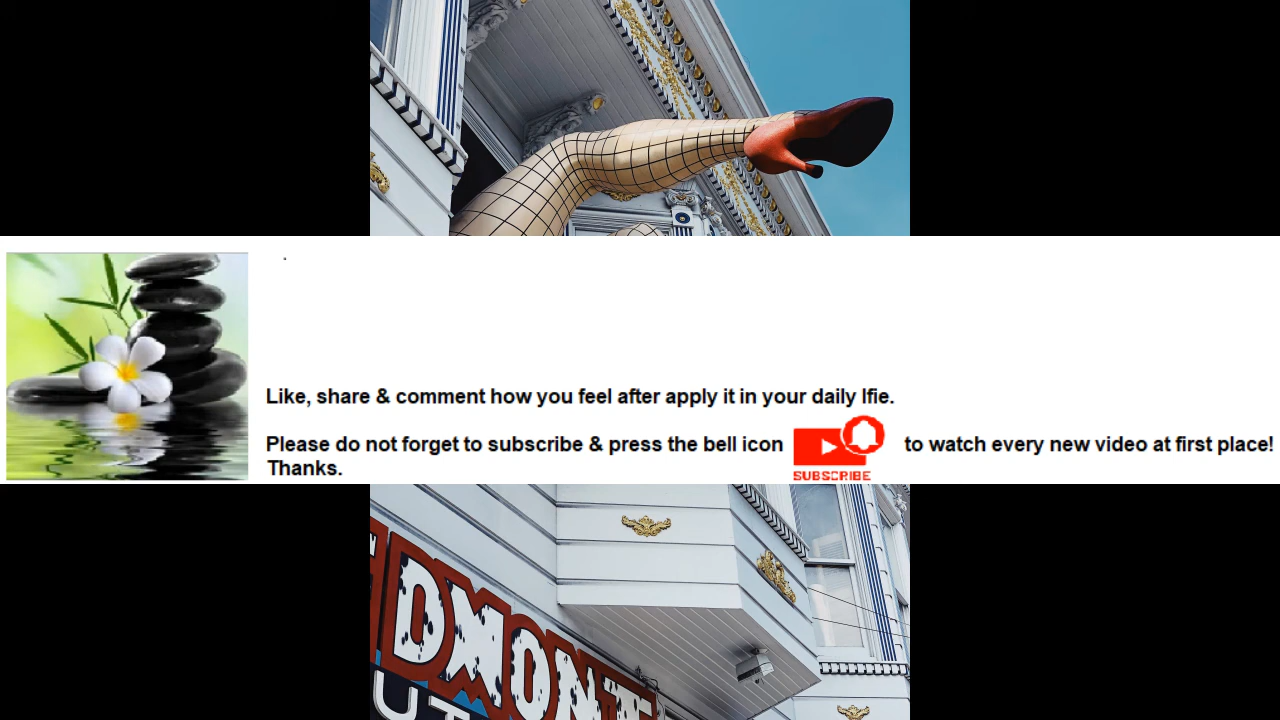 Like, share & comment how you feel after apply it in your daily lfie.
Please do not forget to subscribe & press the bell icon
SUBSCRIBE
to watch every new video at first place!
Thanks.
DMONT
UT